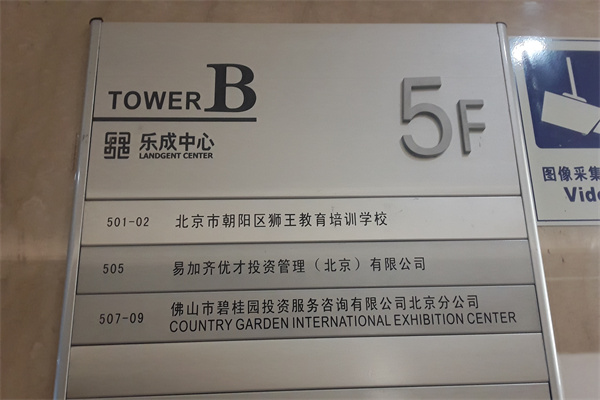 TOWER B
5F
乐成中心
LANDGENT CENTER
501-02 北京市朝阳区狮王教育培训学校
505 易加齐优才投资管理（北京）有限公司
507-09 佛山市碧桂园投资服务咨询有限公司北京分公司
COUNTRY GARDEN INTERNATIONAL EXHIBITION CENTER
图像采集
Vide